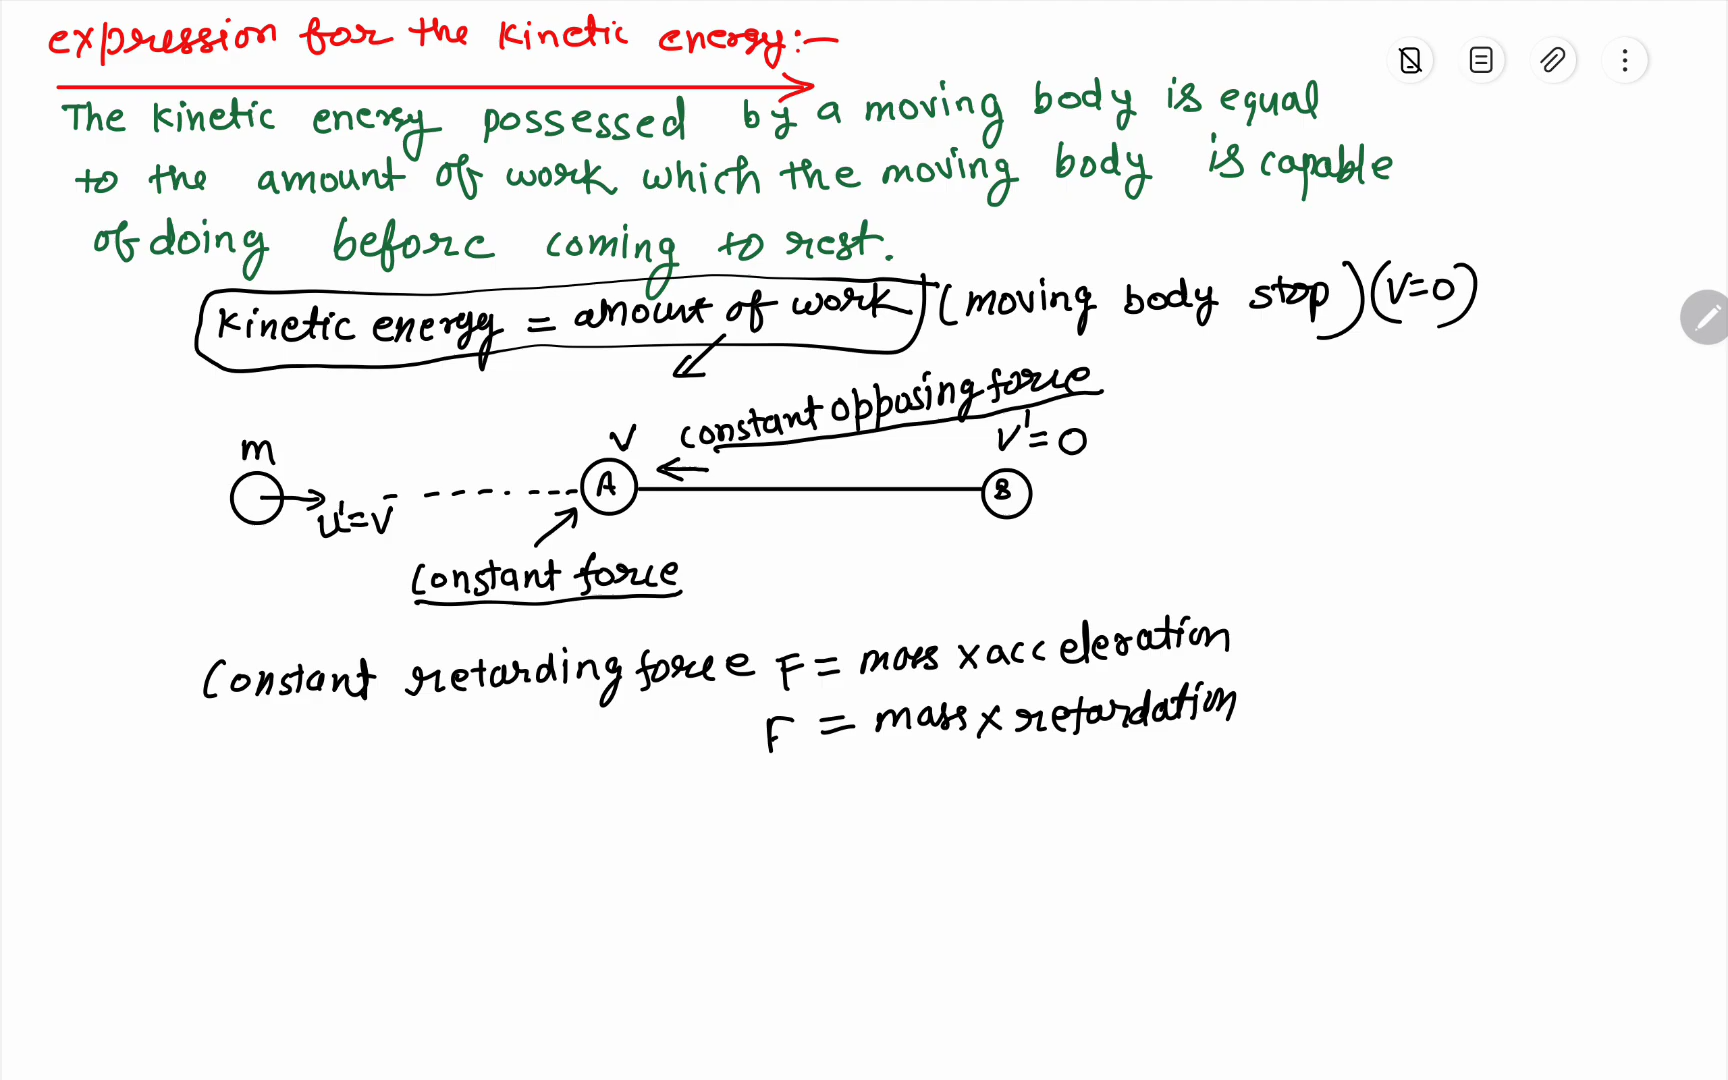 expression for the kinetic energy:-
The kinetic energy possessed by a moving body is equal
to the amount of work which the moving body is capable
of doing before coming to rest.
Kinetic energy = amount of work (moving body stop) (V=0)
constant opposing force
m
V
V'=0
A
B
u'=v
constant force
Constant retarding force F = mass x acceleration
F = mass x retardation